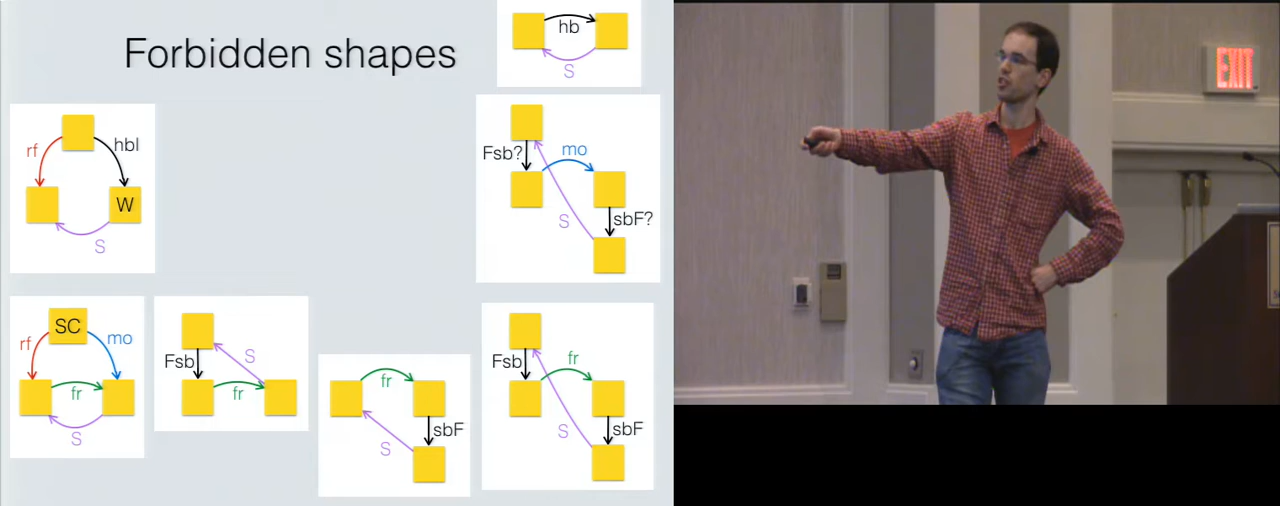 Forbidden shapes
hb
S
rf
hbl
W
S
Fsb?
mo
S
sbF?
SC
rf
mo
fr
S
Fsb
S
fr
fr
sbF
S
Fsb
fr
S
sbF
EXIT